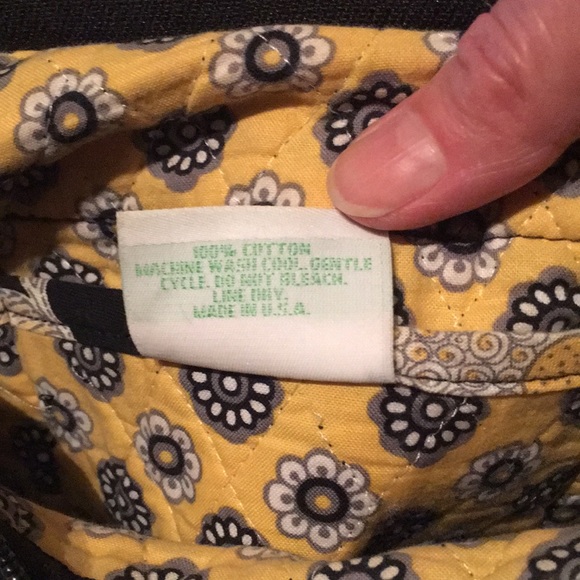 100% COTTON
MACHINE WASH COOL. GENTLE
CYCLE. DO NOT BLEACH.
LINE DRY.
MADE IN U.S.A.